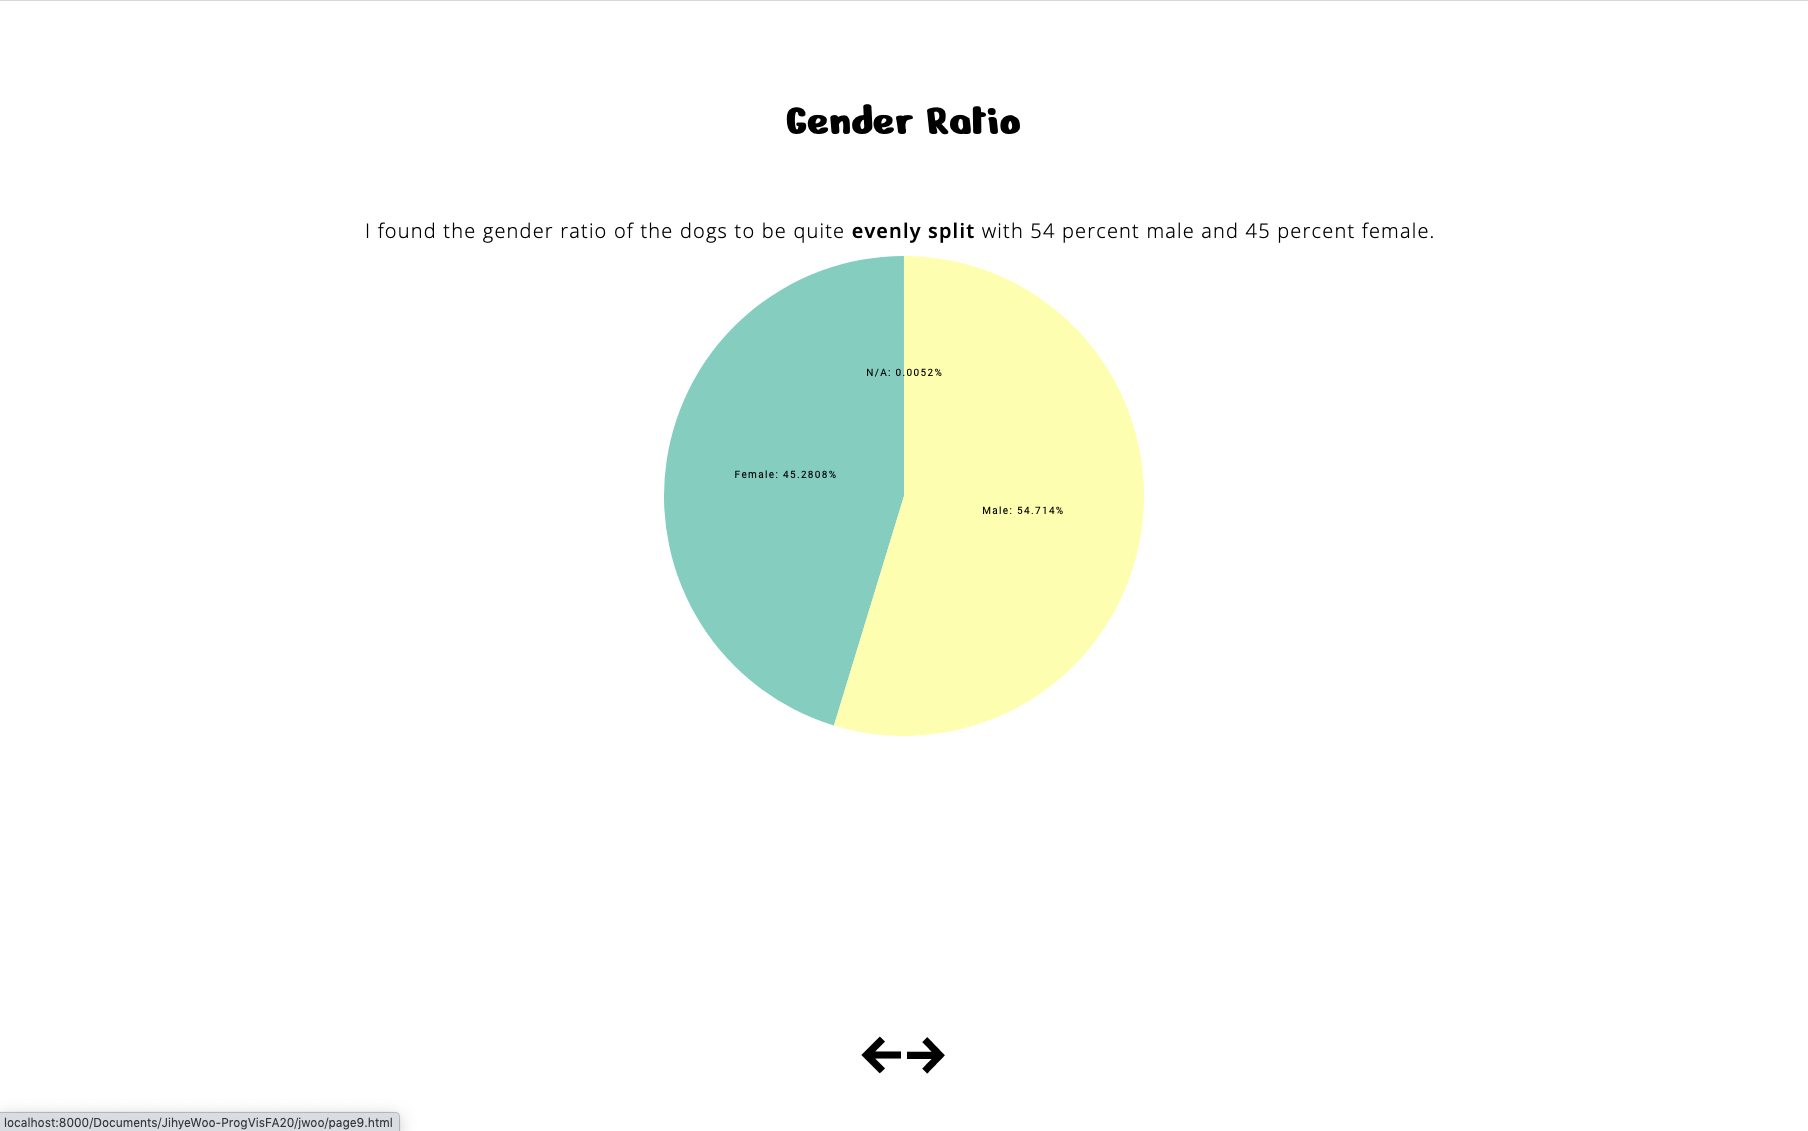 Gender Ratio
I found the gender ratio of the dogs to be quite evenly split with 54 percent male and 45 percent female.
N/A: 0.0052%
Female: 45.2808%
Male: 54.714%
localhost:8000/Documents/JihyeWoo-ProgVisFA20/jwoo/page9.html